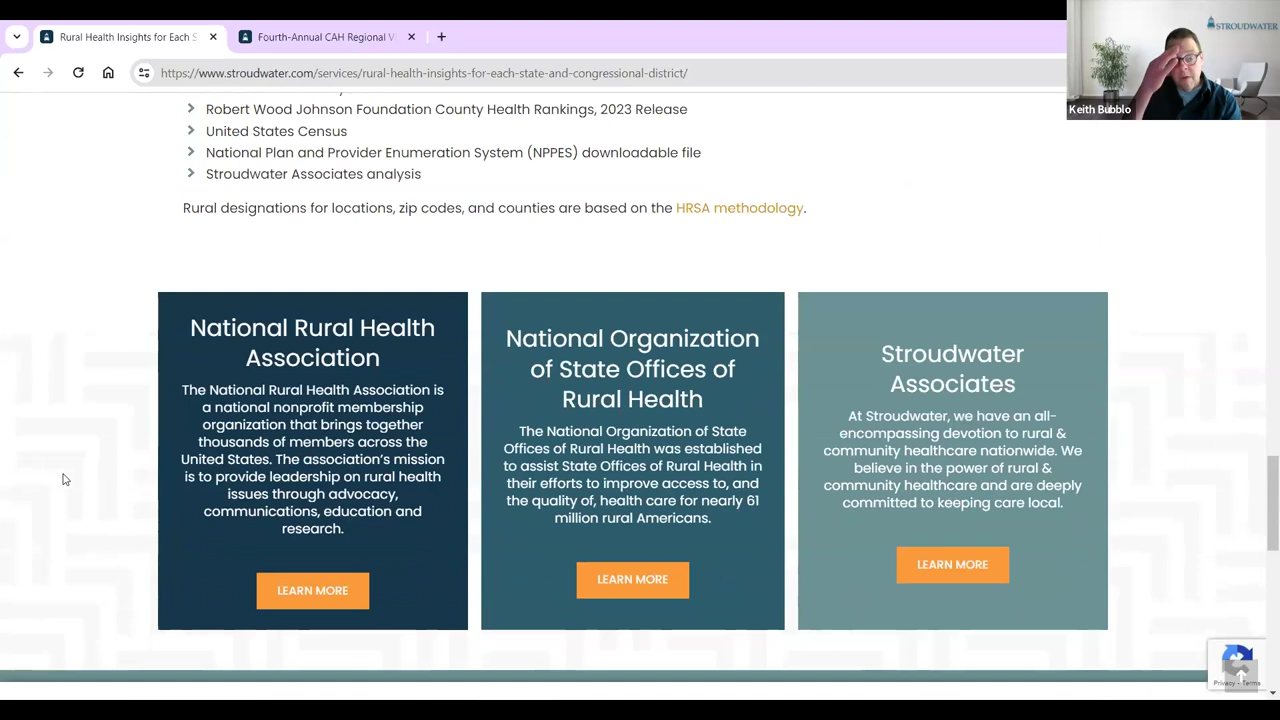 Rural Health Insights for Each S
Fourth-Annual CAH Regional V
https://www.stroudwater.com/services/rural-health-insights-for-each-state-and-congressional-district/
STROUDWATER
Keith Bubblo
Robert Wood Johnson Foundation County Health Rankings, 2023 Release
United States Census
National Plan and Provider Enumeration System (NPPES) downloadable file
Stroudwater Associates analysis
Rural designations for locations, zip codes, and counties are based on the HRSA methodology.
National Rural Health
Association
The National Rural Health Association is
a national nonprofit membership
organization that brings together
thousands of members across the
United States. The association's mission
is to provide leadership on rural health
issues through advocacy,
communications, education and
research.
LEARN MORE
National Organization
of State Offices of
Rural Health
The National Organization of State
Offices of Rural Health was established
to assist State Offices of Rural Health in
their efforts to improve access to, and
the quality of, health care for nearly 61
million rural Americans.
LEARN MORE
Stroudwater
Associates
At Stroudwater, we have an all-
encompassing devotion to rural &
community healthcare nationwide. We
believe in the power of rural &
community healthcare and are deeply
committed to keeping care local.
LEARN MORE
Privacy - Terms